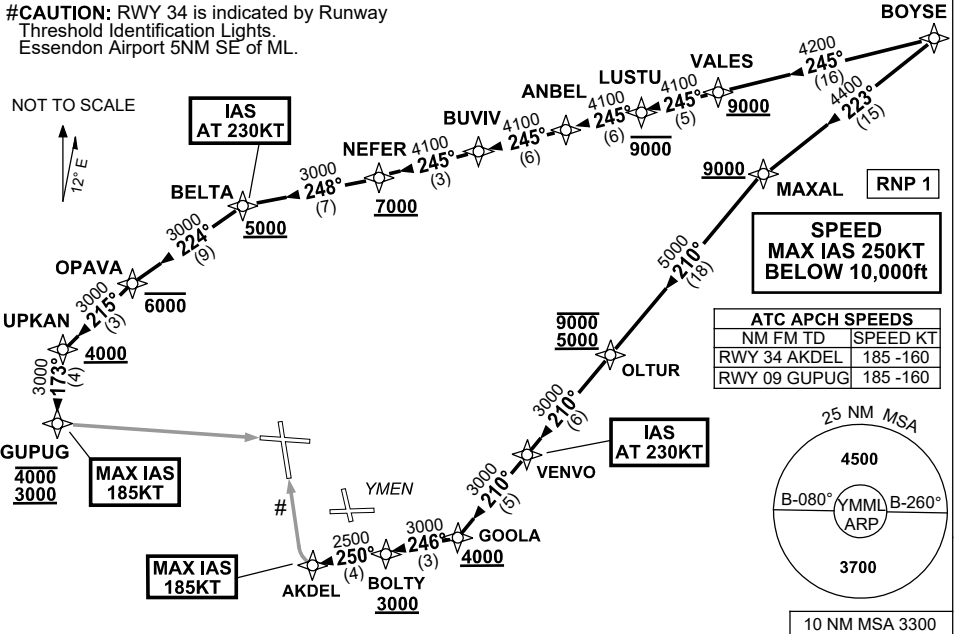 #CAUTION: RWY 34 is indicated by Runway
Threshold Identification Lights.
Essendon Airport 5NM SE of ML.
BOYSE
NOT TO SCALE
12° E
IAS
AT 230KT
4200
245°
(16)
VALES
9000
4100
245°
(5)
LUSTU
9000
4100
245°
(6)
ANBEL
4100
245°
(6)
BUVIV
4100
245°
(3)
NEFER
7000
3000
248°
(7)
BELTA
5000
3000
224°
(9)
OPAVA
6000
3000
215°
(3)
UPKAN
4000
3000
173°
(4)
GUPUG
4000
3000
MAX IAS
185KT
4400
223°
(15)
9000
MAXAL
RNP 1
SPEED
MAX IAS 250KT
BELOW 10,000ft
5000
210°
(18)
9000
5000
OLTUR
3000
210°
(6)
IAS
AT 230KT
VENVO
3000
210°
(5)
GOOLA
4000
3000
246°
(3)
BOLTY
3000
2500
250°
(4)
AKDEL
MAX IAS
185KT
#
YMEN
ATC APCH SPEEDS
NM FM TD SPEED KT
RWY 34 AKDEL 185 -160
RWY 09 GUPUG 185 -160
25 NM MSA
4500
B-080° YMML B-260°
ARP
3700
10 NM MSA 3300